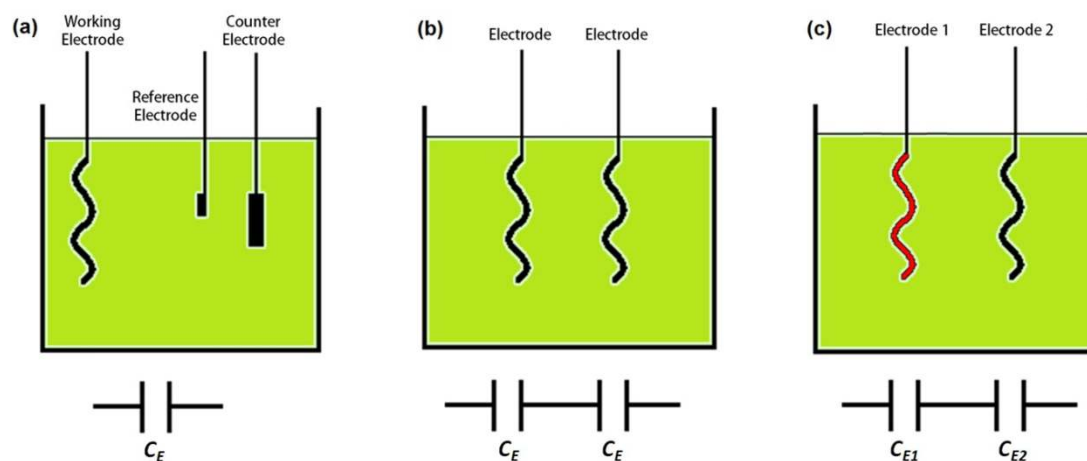 (a)
Working
Electrode
Reference
Electrode
Counter
Electrode
C_E
(b)
Electrode
Electrode
C_E
C_E
(c)
Electrode 1
Electrode 2
C_E1
C_E2